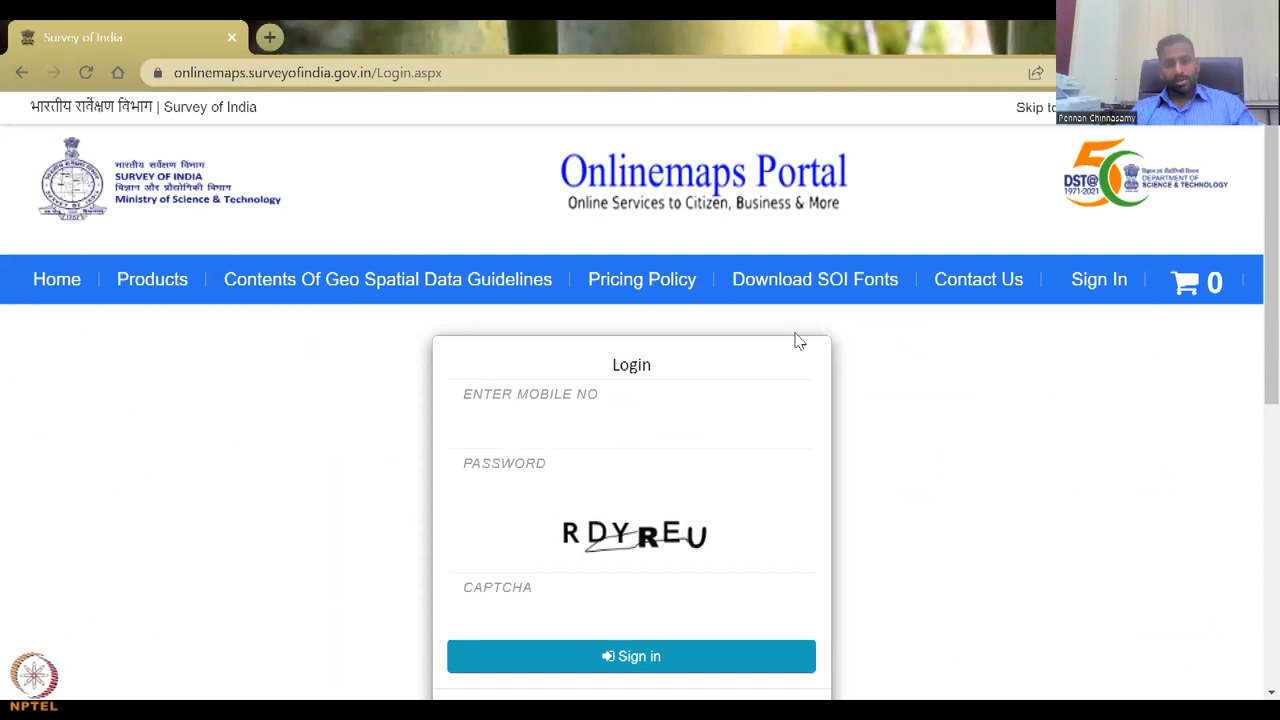 Survey of India
onlinemaps.surveyofindia.gov.in/Login.aspx
Pennan Chinnasamy
भारतीय सर्वेक्षण विभाग | Survey of India
Skip to
भारतीय सर्वेक्षण विभाग
SURVEY OF INDIA
विज्ञान और प्रौद्योगिकी विभाग
Ministry of Science & Technology
Onlinemaps Portal
Online Services to Citizen, Business & More
50
DST@
1971-2021
विज्ञान एवं प्रौद्योगिकी विभाग
DEPARTMENT OF
SCIENCE & TECHNOLOGY
Home
Products
Contents Of Geo Spatial Data Guidelines
Pricing Policy
Download SOI Fonts
Contact Us
Sign In
0
Login
ENTER MOBILE NO
PASSWORD
RDYREU
CAPTCHA
Sign in
NPTEL